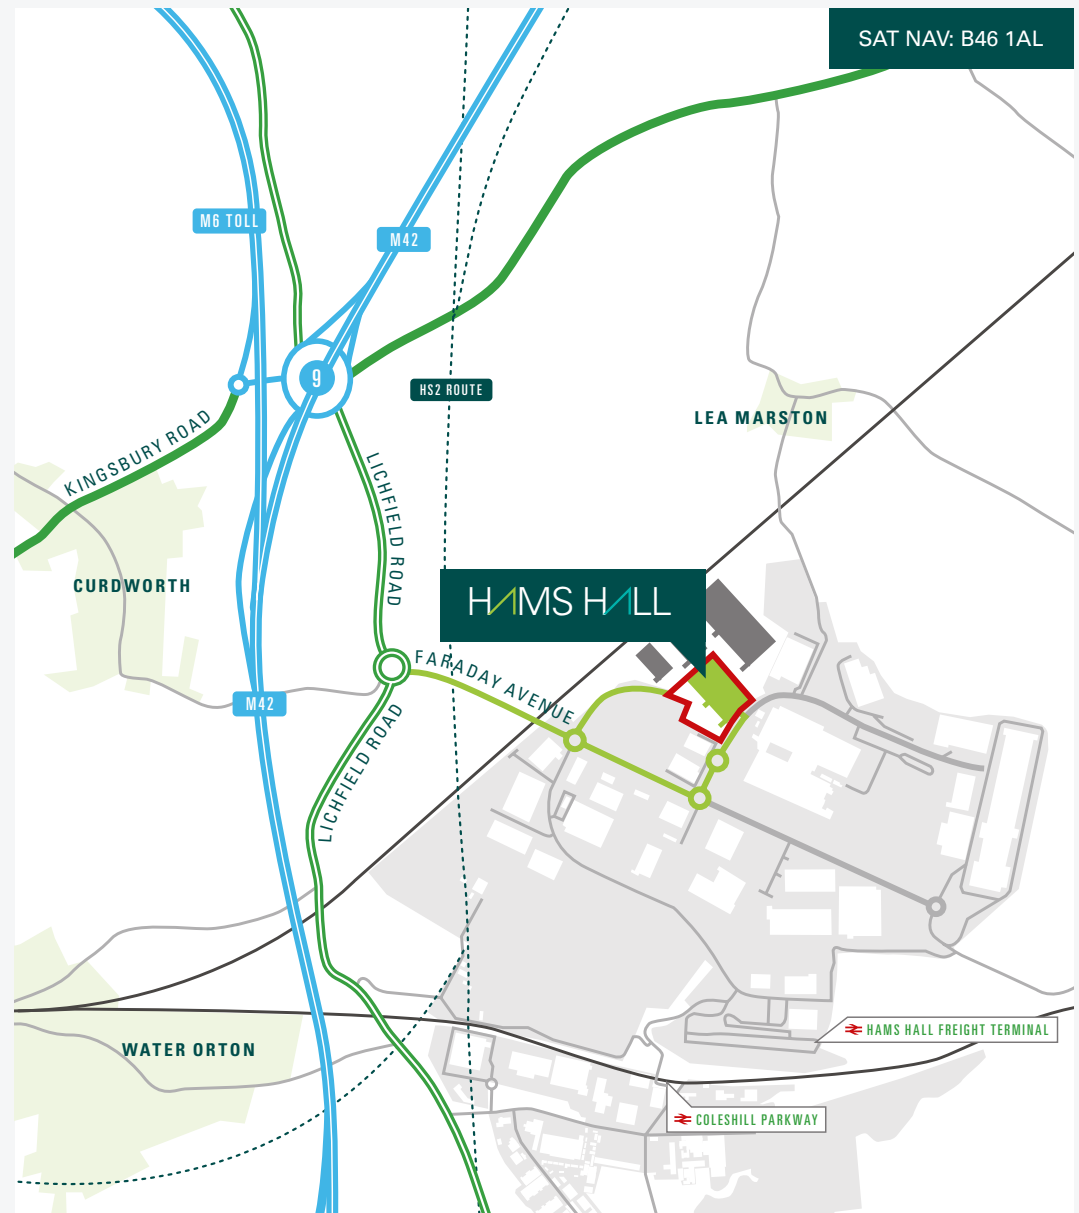 SAT NAV: B46 1AL
M6 TOLL
M42
9
HS2 ROUTE
LEA MARSTON
KINGSBURY ROAD
LICHFIELD ROAD
CURDWORTH
HAMS HALL
FARADAY AVENUE
M42
LICHFIELD ROAD
HAMS HALL FREIGHT TERMINAL
WATER ORTON
COLESHILL PARKWAY